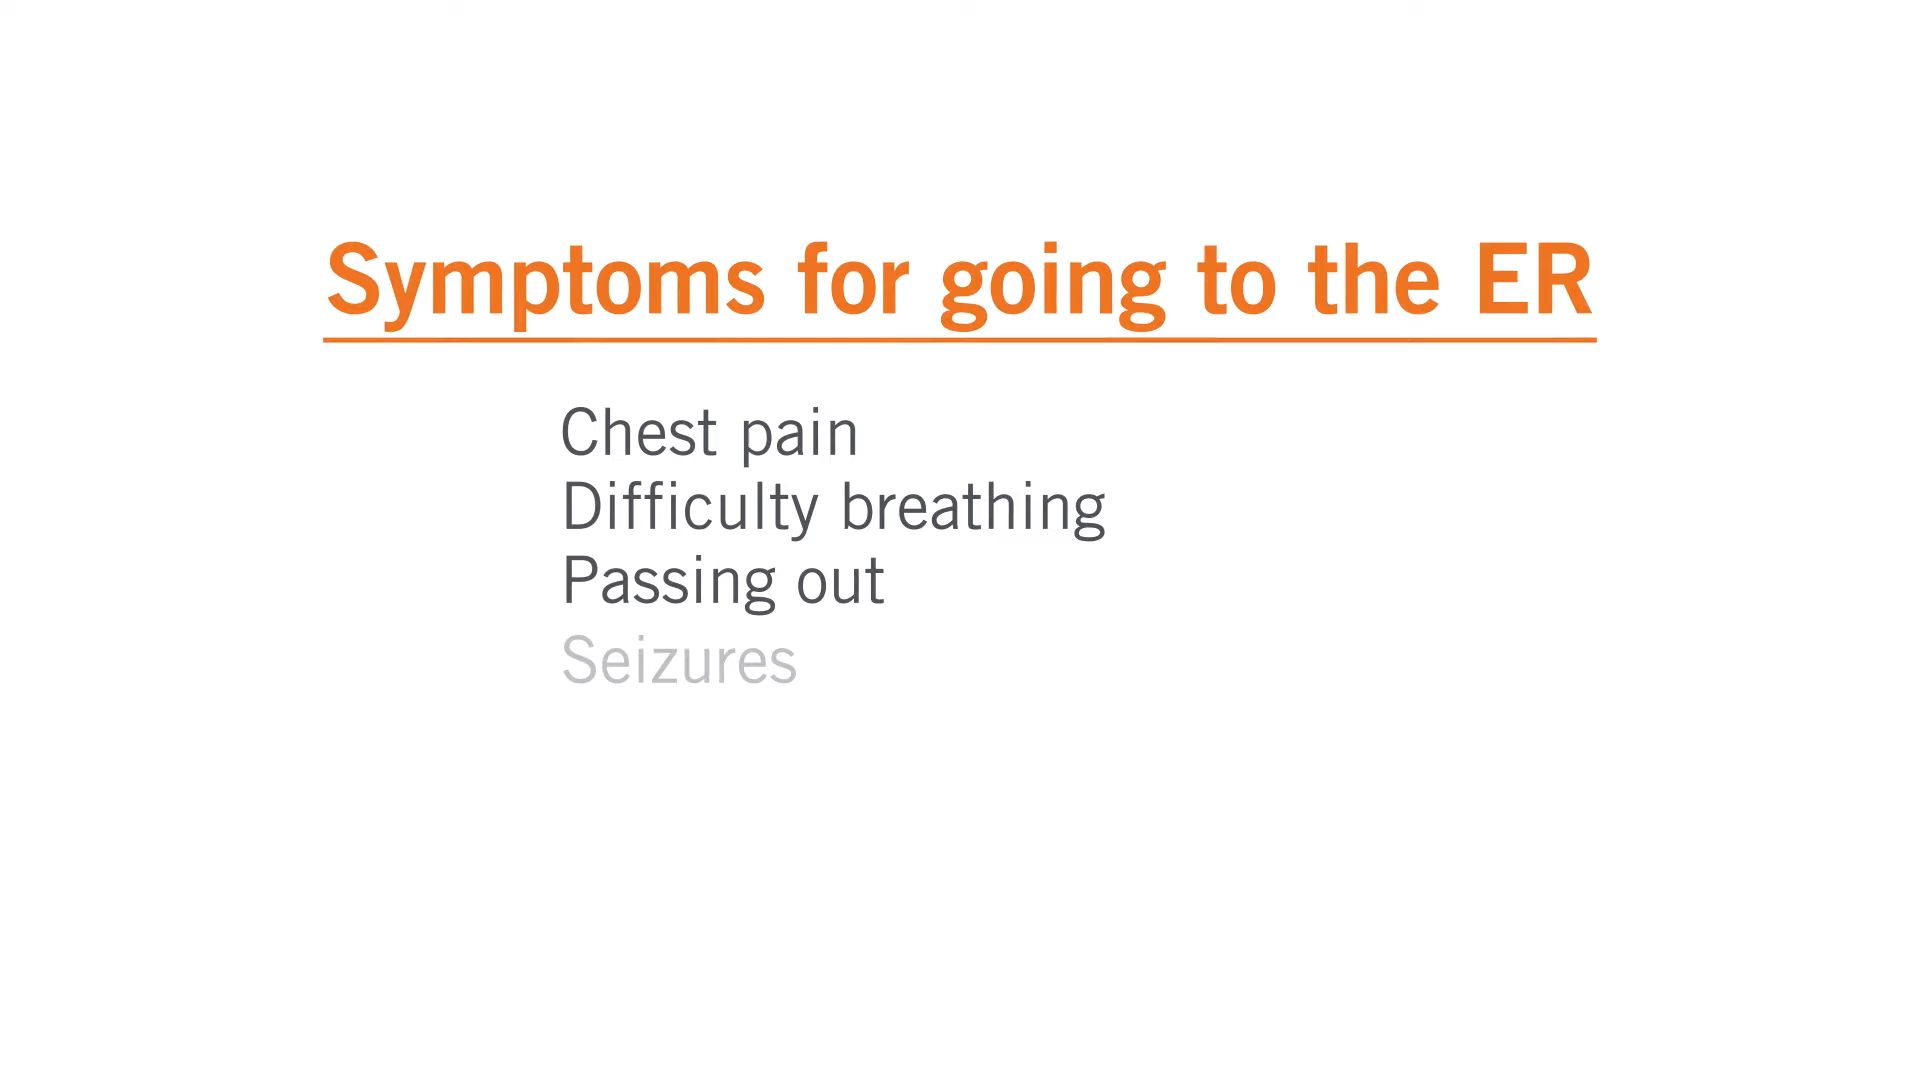 Symptoms for going to the ER
Chest pain
Difficulty breathing
Passing out
Seizures